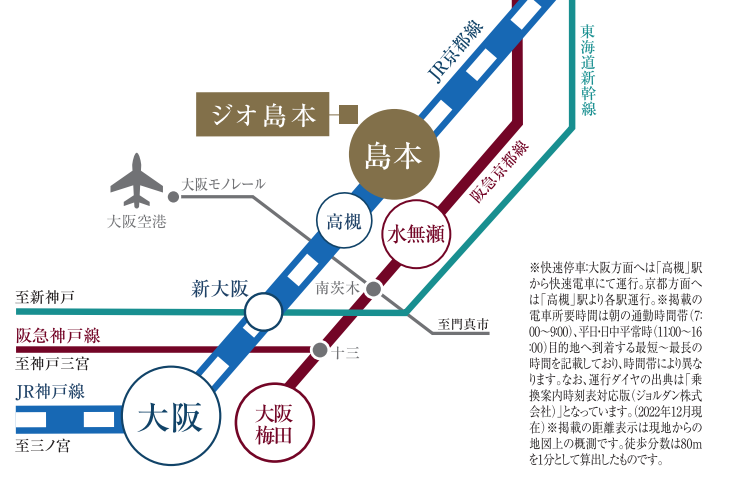 JR京都線
東海道新幹線
ジオ島本
島本
阪急京都線
大阪モノレール
大阪空港
高槻
水無瀬
新大阪
南茨木
至新神戸
至門真市
阪急神戸線
十三
至神戸三宮
JR神戸線
大阪
大阪
梅田
至三ノ宮
※快速停車:大阪方面へは「高槻」駅
から快速電車にて運行。京都方面へ
は「高槻」駅より各駅運行。※掲載の
電車所要時間は朝の通勤時間帯(7:
00〜9:00)、平日・日中平常時(11:00〜16
:00)目的地へ到着する最短〜最長の
時間を記載しており、時間帯により異な
ります。なお、運行ダイヤの出典は「乗
換案内時刻表対応版(ジョルダン株式
会社)」となっています。(2022年12月現
在)※掲載の距離表示は現地からの
地図上の概測です。徒歩分数は80m
を1分として算出したものです。